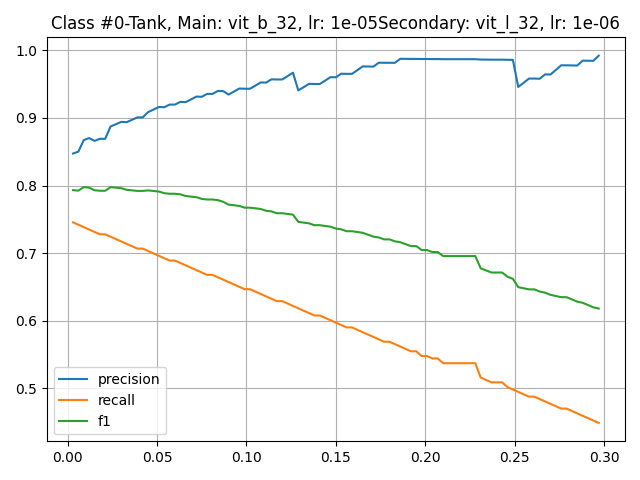 Class #0-Tank, Main: vit_b_32, lr: 1e-05Secondary: vit_l_32, lr: 1e-06
1.0
0.9
0.8
0.7
0.6
0.5
precision
recall
f1
0.00 0.05 0.10 0.15 0.20 0.25 0.30